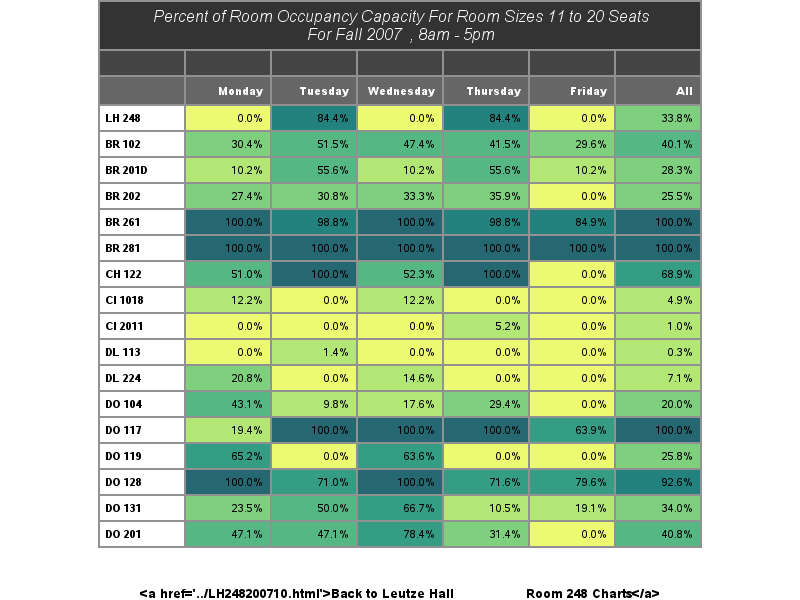 Percent of Room Occupancy Capacity For Room Sizes 11 to 20 Seats
For Fall 2007 , 8am - 5pm
Monday Tuesday Wednesday Thursday Friday All
LH 248 0.0% 84.4% 0.0% 84.4% 0.0% 33.8%
BR 102 30.4% 51.5% 47.4% 41.5% 29.6% 40.1%
BR 201D 10.2% 55.6% 10.2% 55.6% 10.2% 28.3%
BR 202 27.4% 30.8% 33.3% 35.9% 0.0% 25.5%
BR 261 100.0% 98.8% 100.0% 98.8% 84.9% 100.0%
BR 281 100.0% 100.0% 100.0% 100.0% 100.0% 100.0%
CH 122 51.0% 100.0% 52.3% 100.0% 0.0% 68.9%
CI 1018 12.2% 0.0% 12.2% 0.0% 0.0% 4.9%
CI 2011 0.0% 0.0% 0.0% 5.2% 0.0% 1.0%
DL 113 0.0% 1.4% 0.0% 0.0% 0.0% 0.3%
DL 224 20.8% 0.0% 14.6% 0.0% 0.0% 7.1%
DO 104 43.1% 9.8% 17.6% 29.4% 0.0% 20.0%
DO 117 19.4% 100.0% 100.0% 100.0% 63.9% 100.0%
DO 119 65.2% 0.0% 63.6% 0.0% 0.0% 25.8%
DO 128 100.0% 71.0% 100.0% 71.6% 79.6% 92.6%
DO 131 23.5% 50.0% 66.7% 10.5% 19.1% 34.0%
DO 201 47.1% 47.1% 78.4% 31.4% 0.0% 40.8%
<a href='../LH248200710.html'>Back to Leutze Hall Room 248 Charts</a>